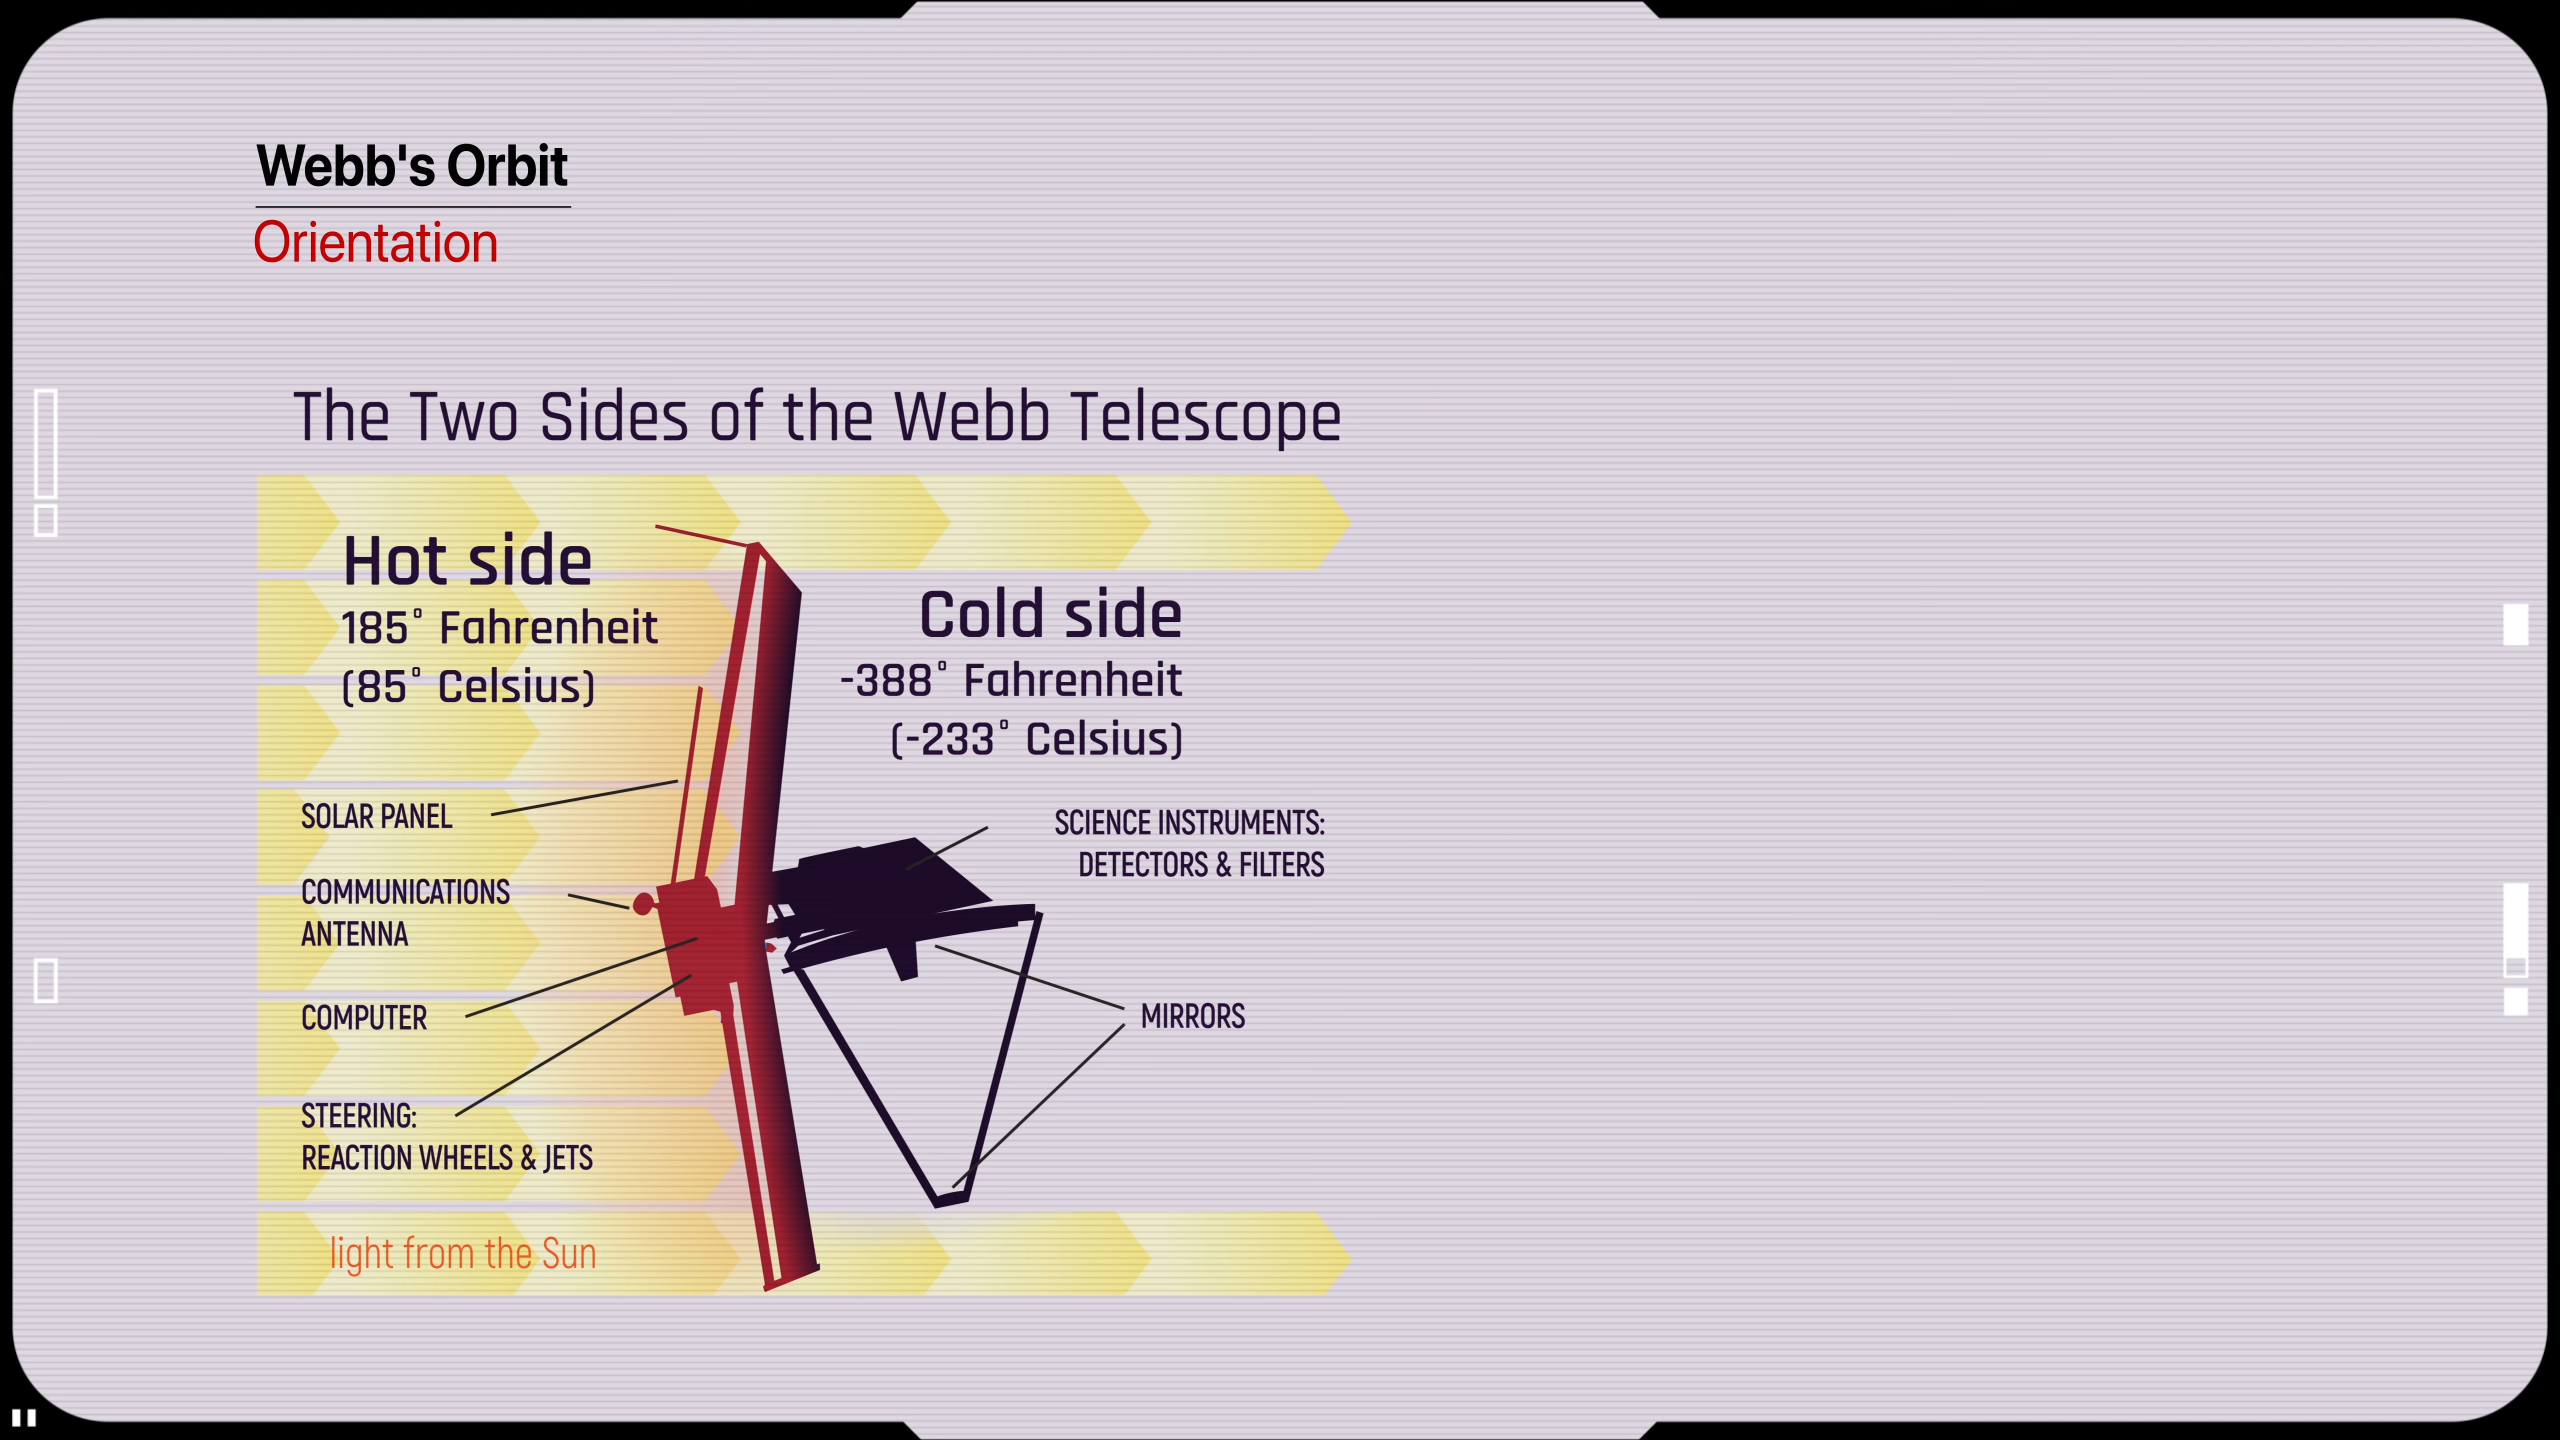 Webb's Orbit
Orientation
The Two Sides of the Webb Telescope
Hot side
185° Fahrenheit
(85° Celsius)
Cold side
-388° Fahrenheit
(-233° Celsius)
SOLAR PANEL
COMMUNICATIONS
ANTENNA
COMPUTER
STEERING:
REACTION WHEELS & JETS
SCIENCE INSTRUMENTS:
DETECTORS & FILTERS
MIRRORS
light from the Sun